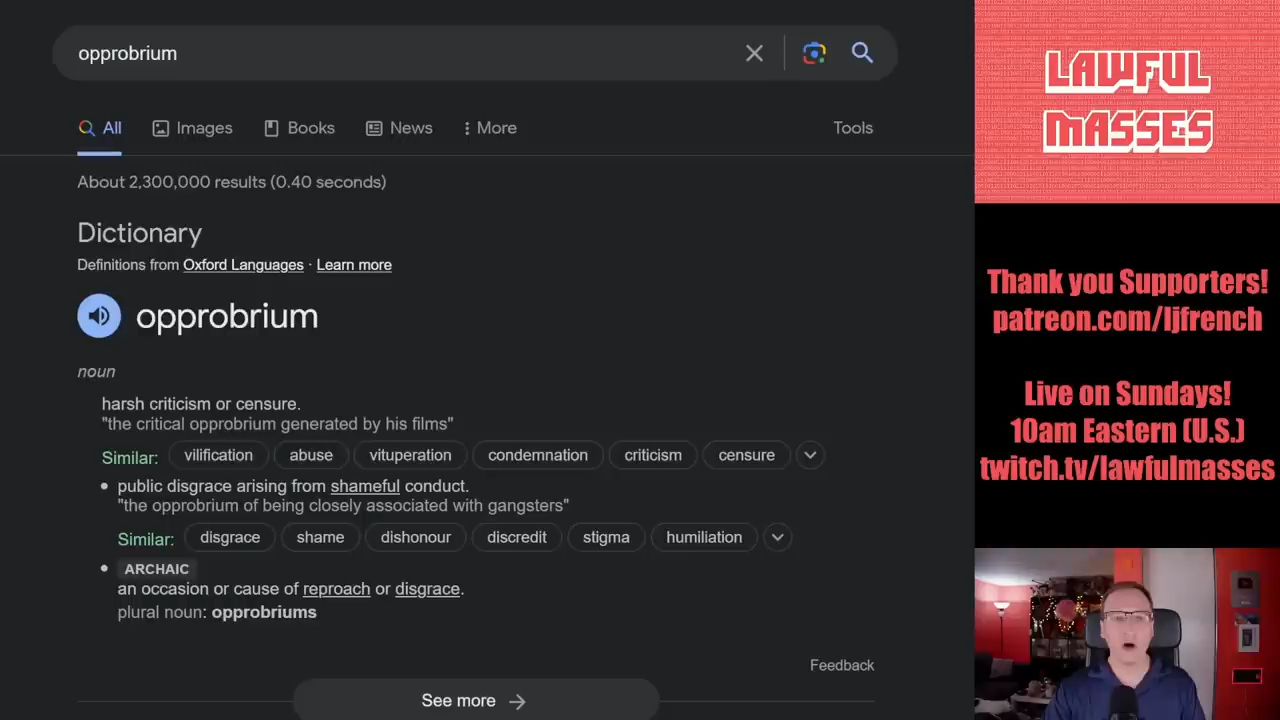 opprobrium
All
Images
Books
News
More
Tools
About 2,300,000 results (0.40 seconds)
Dictionary
Definitions from Oxford Languages · Learn more
opprobrium
noun
harsh criticism or censure.
"the critical opprobrium generated by his films"
Similar: vilification abuse vituperation condemnation criticism censure
• public disgrace arising from shameful conduct.
"the opprobrium of being closely associated with gangsters"
Similar: disgrace shame dishonour discredit stigma humiliation
• ARCHAIC
an occasion or cause of reproach or disgrace.
plural noun: opprobriums
Feedback
See more
LAWFUL
MASSES
Thank you Supporters!
patreon.com/ljfrench
Live on Sundays!
10am Eastern (U.S.)
twitch.tv/lawfulmasses